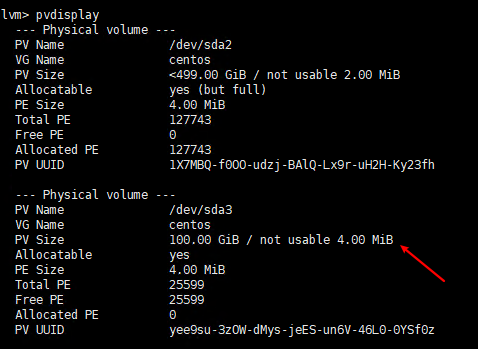 lvm> pvdisplay
--- Physical volume ---
PV Name /dev/sda2
VG Name centos
PV Size <499.00 GiB / not usable 2.00 MiB
Allocatable yes (but full)
PE Size 4.00 MiB
Total PE 127743
Free PE 0
Allocated PE 127743
PV UUID 1X7MBQ-f0OO-udzj-BAlQ-Lx9r-uH2H-Ky23fh
--- Physical volume ---
PV Name /dev/sda3
VG Name centos
PV Size 100.00 GiB / not usable 4.00 MiB
Allocatable yes
PE Size 4.00 MiB
Total PE 25599
Free PE 25599
Allocated PE 0
PV UUID yee9su-3zOW-dMys-jeES-un6V-46L0-0YSf0z